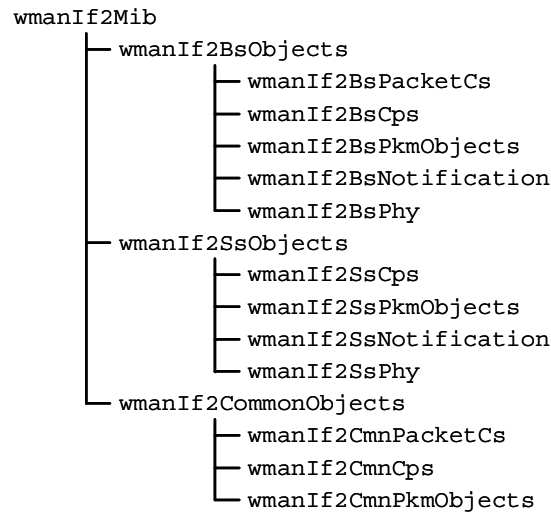 wmanIf2Mib
wmanIf2BsObjects
wmanIf2BsPacketCs
wmanIf2BsCps
wmanIf2BsPkmObjects
wmanIf2BsNotification
wmanIf2BsPhy
wmanIf2SsObjects
wmanIf2SsCps
wmanIf2SsPkmObjects
wmanIf2SsNotification
wmanIf2SsPhy
wmanIf2CommonObjects
wmanIf2CmnPacketCs
wmanIf2CmnCps
wmanIf2CmnPkmObjects